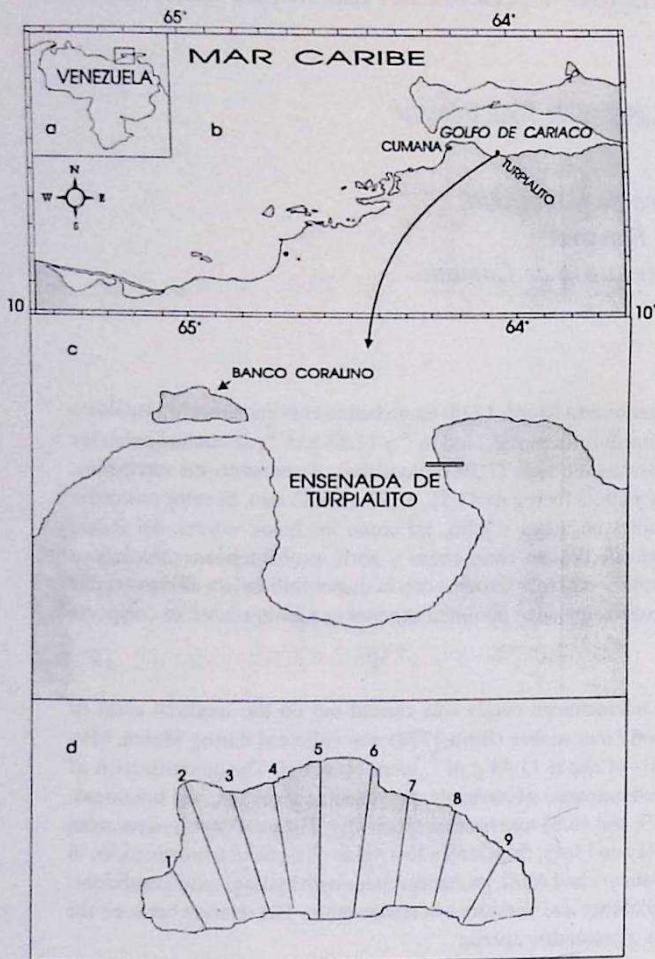 65° 64°
MAR CARIBE
VENEZUELA
a
b
GOLFO DE CARIACO
CUMANA
TURPIALITO
N
W E
S
10 10°
65° 64°
c
BANCO CORALINO
ENSENADA DE
TURPIALITO
d
2 3 4 5 6 7 8 9